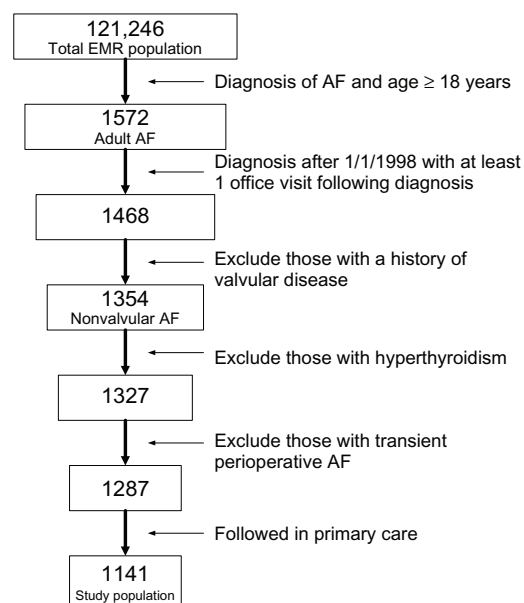 121,246
Total EMR population
Diagnosis of AF and age ≥ 18 years
1572
Adult AF
Diagnosis after 1/1/1998 with at least
1 office visit following diagnosis
1468
Exclude those with a history of
valvular disease
1354
Nonvalvular AF
Exclude those with hyperthyroidism
1327
Exclude those with transient
perioperative AF
1287
Followed in primary care
1141
Study population